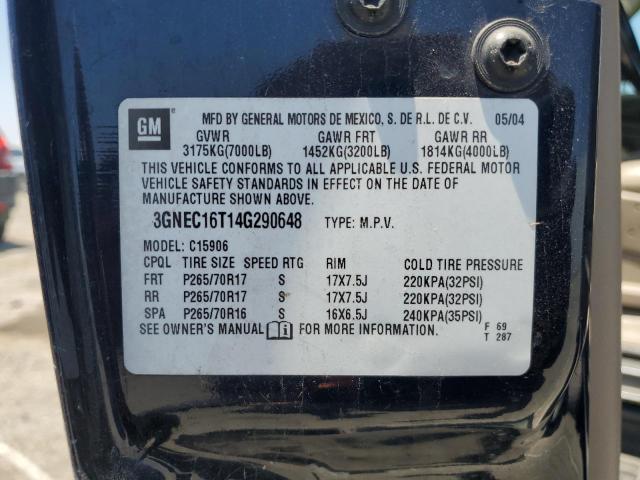 GM MFD BY GENERAL MOTORS DE MEXICO, S. DE R.L. DE C.V. 05/04
GVWR GAWR FRT GAWR RR
3175KG(7000LB) 1452KG(3200LB) 1814KG(4000LB)
THIS VEHICLE CONFORMS TO ALL APPLICABLE U.S. FEDERAL MOTOR
VEHICLE SAFETY STANDARDS IN EFFECT ON THE DATE OF
MANUFACTURE SHOWN ABOVE.
3GNEC16T14G290648 TYPE: M.P.V.
MODEL: C15906
CPQL TIRE SIZE SPEED RTG RIM COLD TIRE PRESSURE
FRT P265/70R17 S 17X7.5J 220KPA(32PSI)
RR P265/70R17 S 17X7.5J 220KPA(32PSI)
SPA P265/70R16 S 16X6.5J 240KPA(35PSI)
SEE OWNER'S MANUAL FOR MORE INFORMATION. F 69
T 287